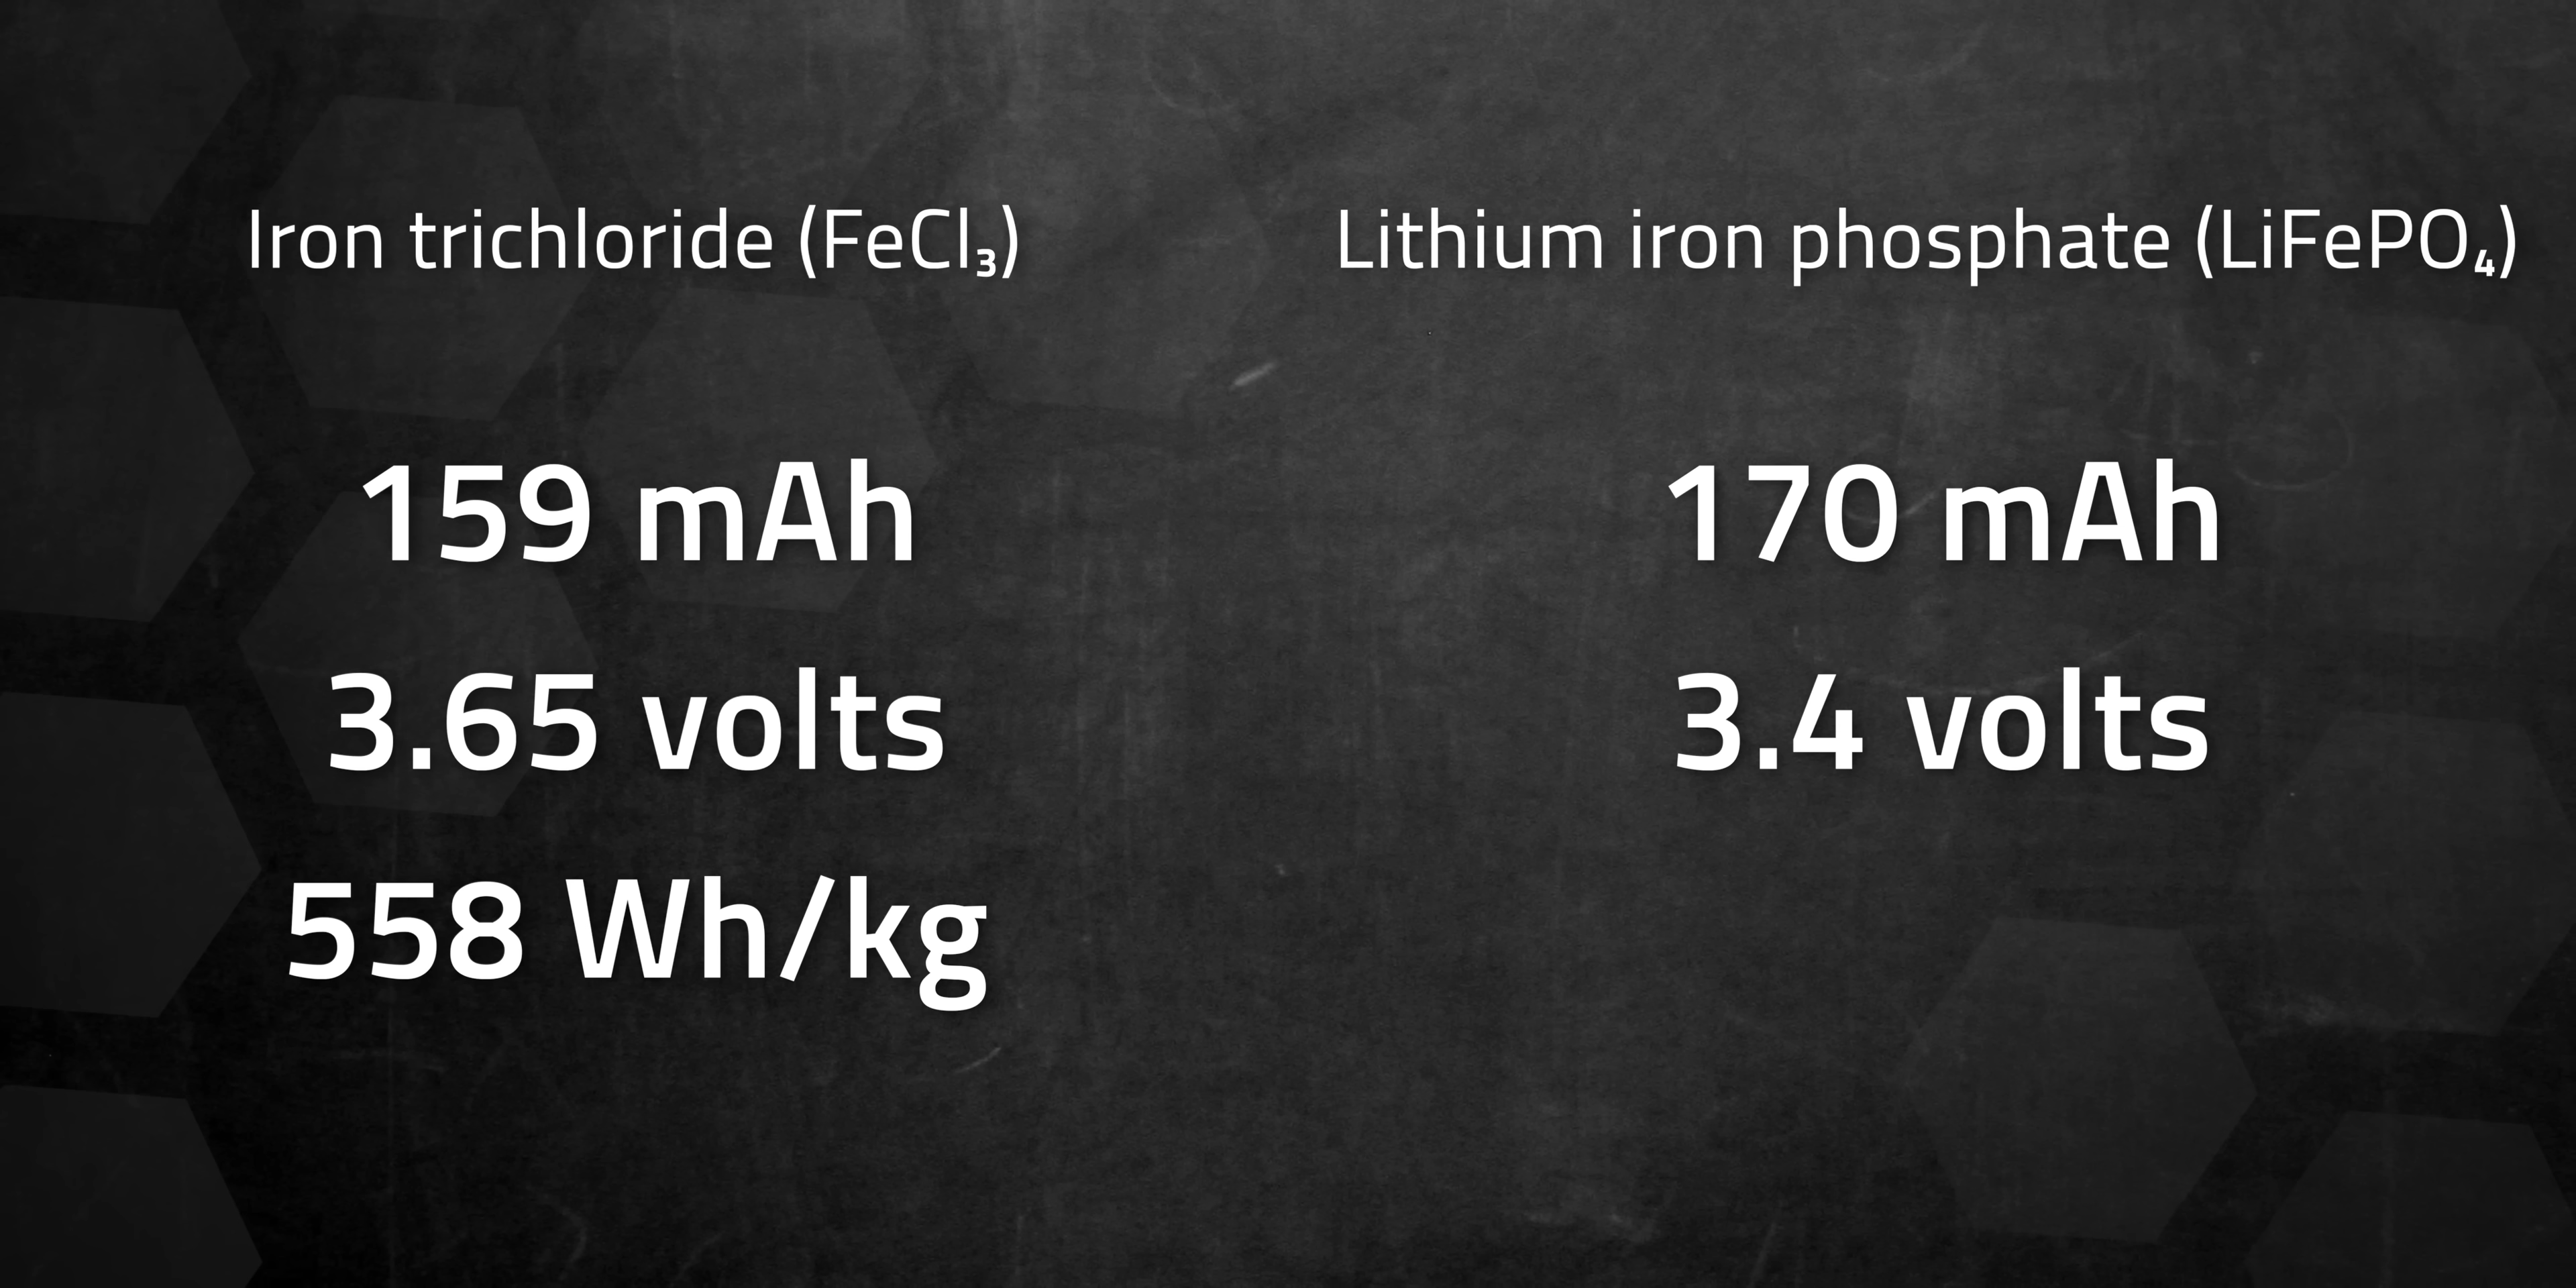 Iron trichloride (FeCl₃)
159 mAh
3.65 volts
558 Wh/kg
Lithium iron phosphate (LiFePO₄)
170 mAh
3.4 volts